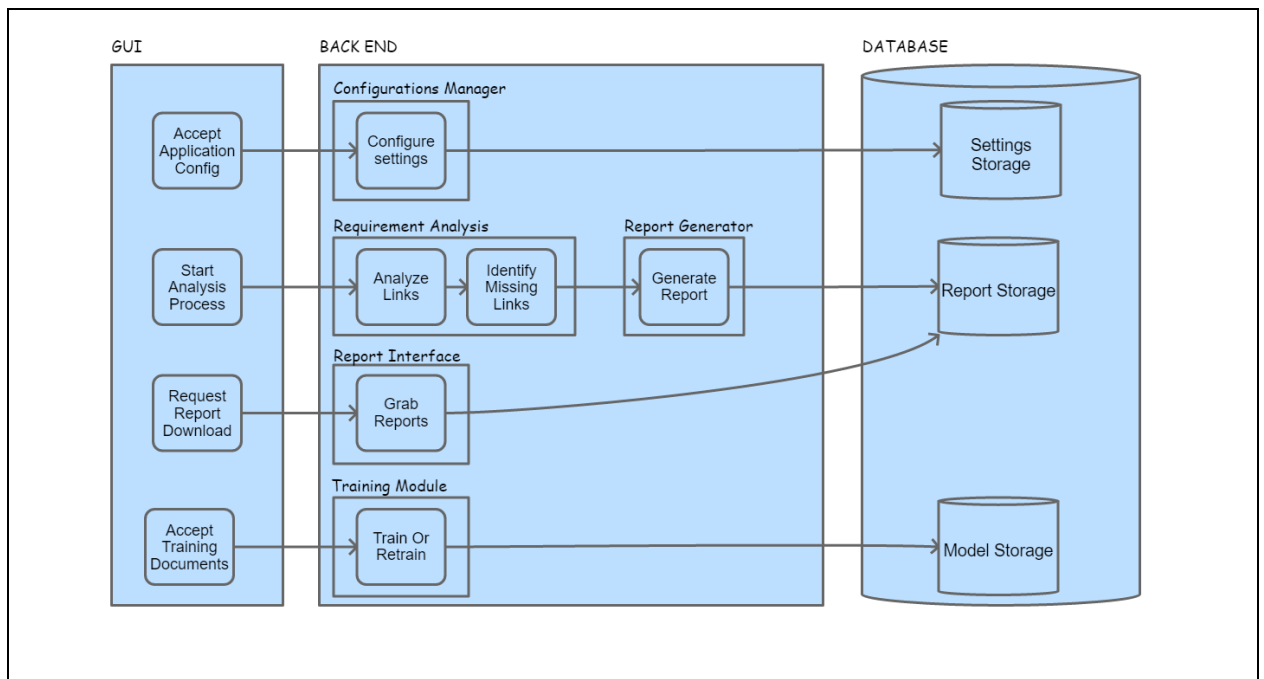 GUI
BACK END
DATABASE
Configurations Manager
Accept
Application
Config
Configure
settings
Settings
Storage
Requirement Analysis
Report Generator
Start
Analysis
Process
Analyze
Links
Identify
Missing
Links
Generate
Report
Report Storage
Report Interface
Request
Report
Download
Grab
Reports
Training Module
Accept
Training
Documents
Train Or
Retrain
Model Storage